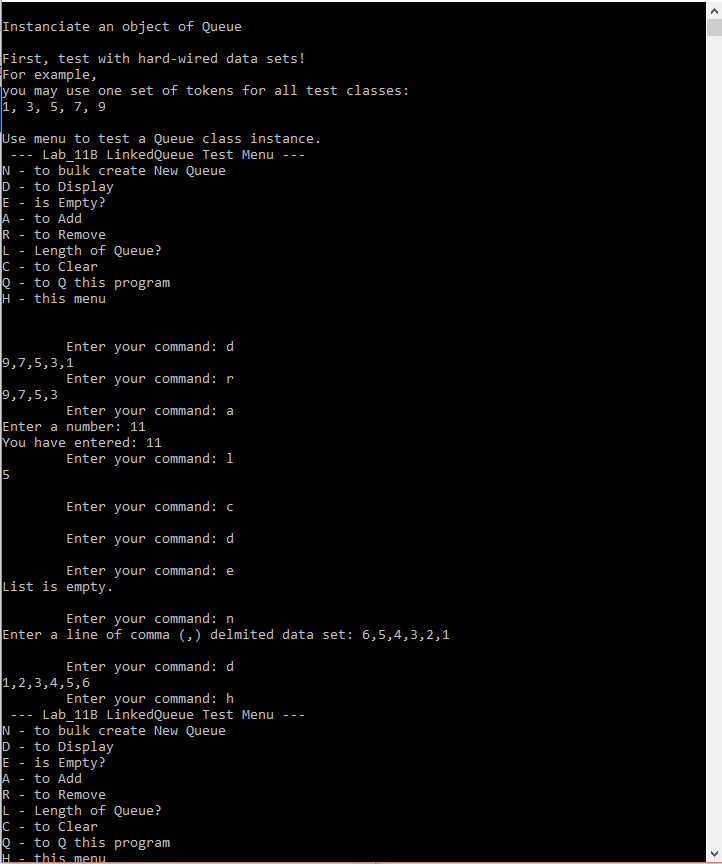 Instanciate an object of Queue
First, test with hard-wired data sets!
For example,
you may use one set of tokens for all test classes:
1, 3, 5, 7, 9
Use menu to test a Queue class instance.
--- Lab_11B LinkedQueue Test Menu ---
N - to bulk create New Queue
D - to Display
E - is Empty?
A - to Add
R - to Remove
L - Length of Queue?
C - to Clear
Q - to Q this program
H - this menu
Enter your command: d
9,7,5,3,1
Enter your command: r
9,7,5,3
Enter your command: a
Enter a number: 11
You have entered: 11
Enter your command: l
5
Enter your command: c
Enter your command: d
Enter your command: e
List is empty.
Enter your command: n
Enter a line of comma (,) delmited data set: 6,5,4,3,2,1
Enter your command: d
1,2,3,4,5,6
Enter your command: h
--- Lab_11B LinkedQueue Test Menu ---
N - to bulk create New Queue
D - to Display
E - is Empty?
A - to Add
R - to Remove
L - Length of Queue?
C - to Clear
Q - to Q this program
H - this menu